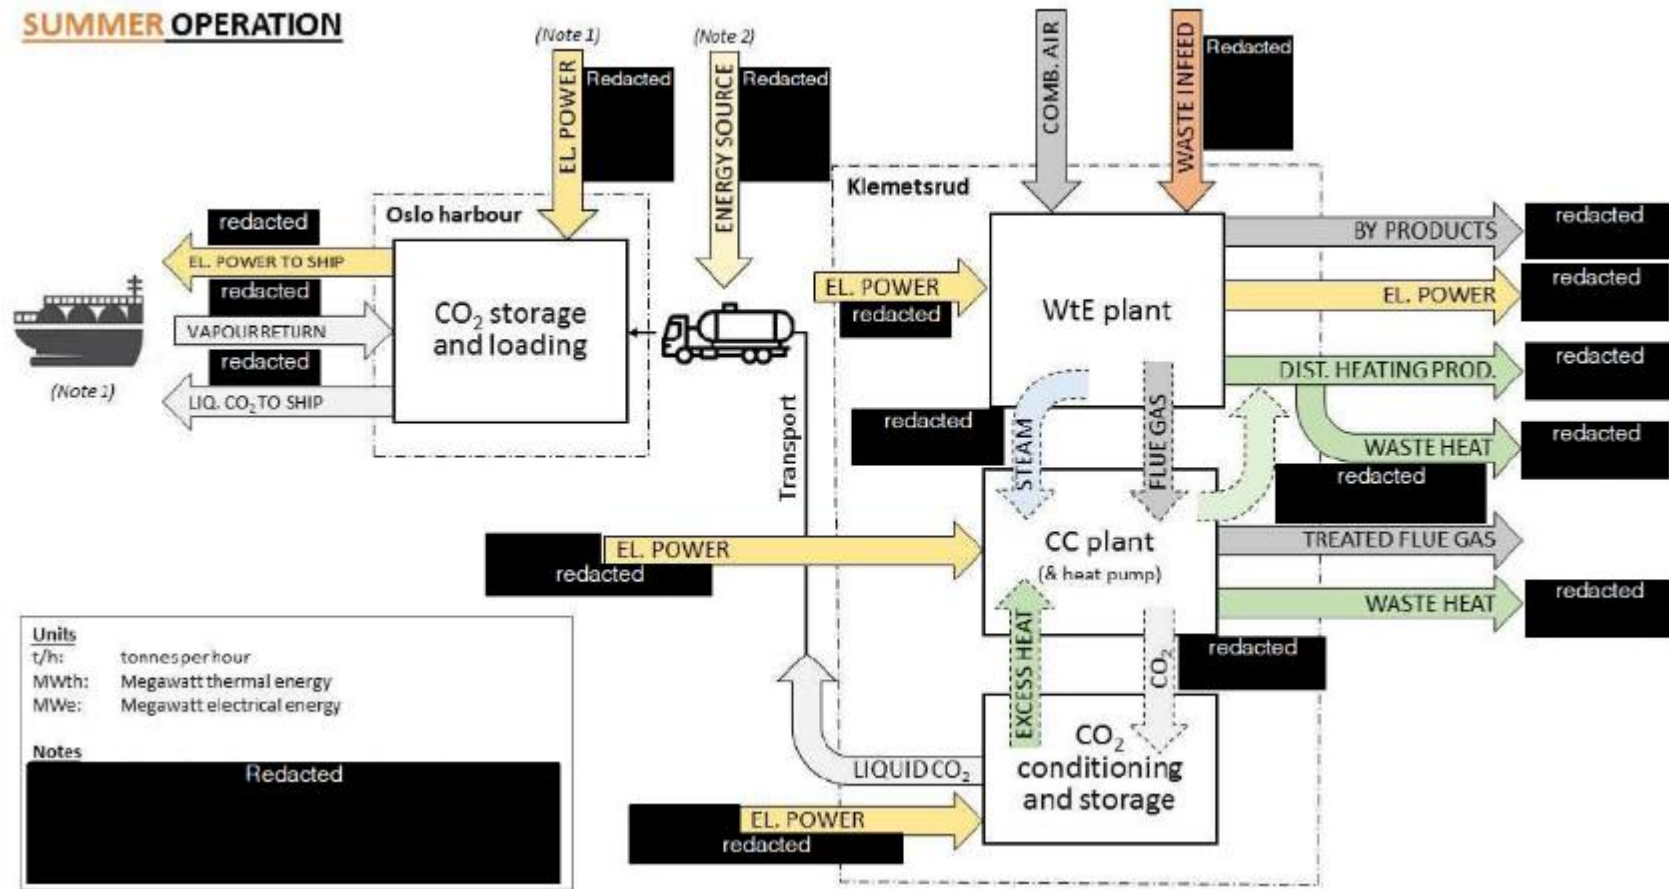 SUMMER OPERATION
(Note 1)
(Note 2)
EL. POWER
Redacted
ENERGY SOURCE
Redacted
COMB. AIR
WASTE INFEED
Redacted
Klemetsrud
Oslo harbour
redacted
EL. POWER TO SHIP
redacted
VAPOUR RETURN
redacted
LIQ. CO₂ TO SHIP
(Note 1)
CO₂ storage
and loading
Transport
EL. POWER
redacted
WtE plant
BY PRODUCTS
redacted
EL. POWER
redacted
DIST. HEATING PROD.
redacted
WASTE HEAT
redacted
redacted
STEAM
FLUE GAS
redacted
EL. POWER
redacted
CC plant
(& heat pump)
TREATED FLUE GAS
WASTE HEAT
redacted
EXCESS HEAT
CO₂
redacted
LIQUID CO₂
CO₂
conditioning
and storage
EL. POWER
redacted
Units
t/h: tonnes per hour
MWth: Megawatt thermal energy
MWe: Megawatt electrical energy
Notes
Redacted